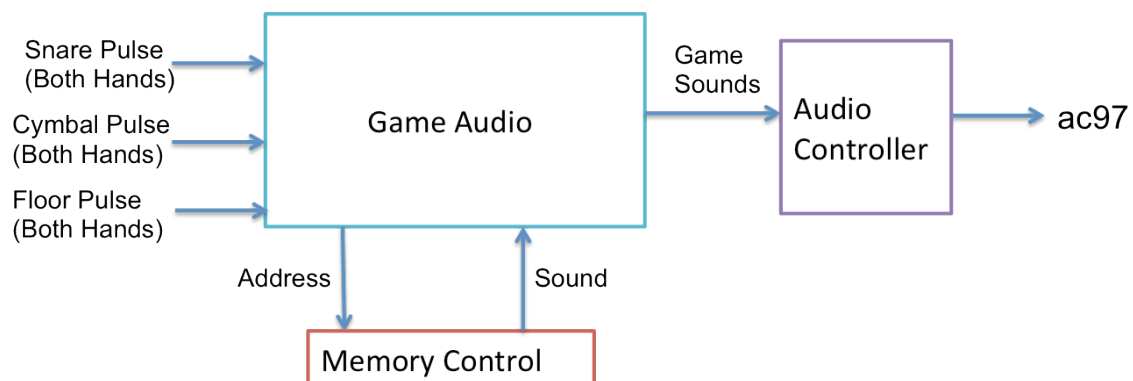 Snare Pulse
(Both Hands)
Cymbal Pulse
(Both Hands)
Floor Pulse
(Both Hands)
Game Audio
Game
Sounds
Audio
Controller
ac97
Address
Sound
Memory Control